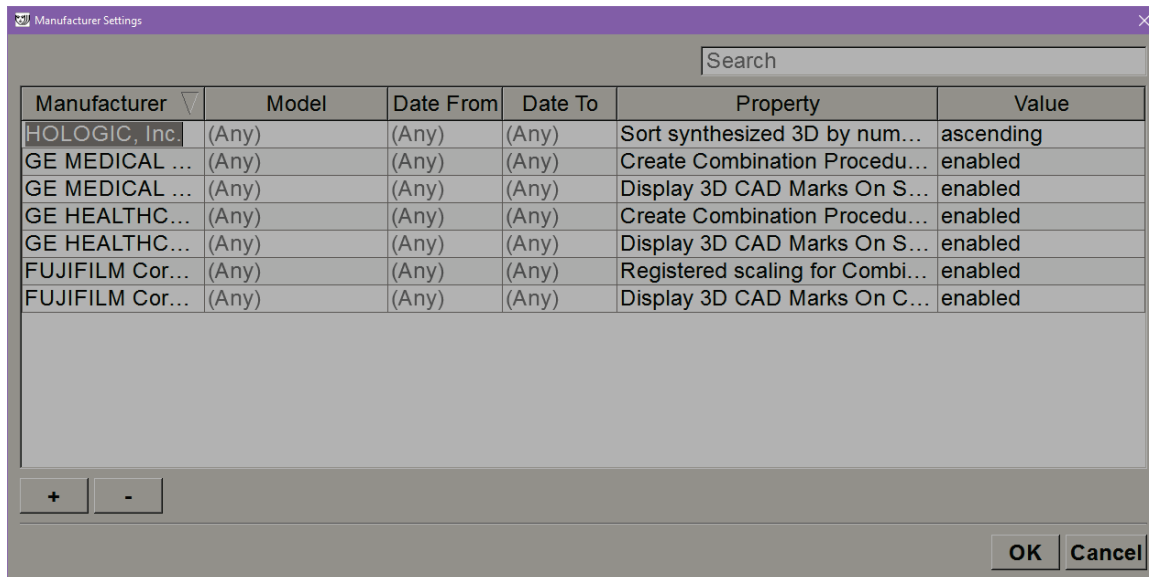 Manufacturer Settings
Search
Manufacturer Model Date From Date To Property Value
HOLOGIC, Inc. (Any) (Any) (Any) Sort synthesized 3D by num... ascending
GE MEDICAL ... (Any) (Any) (Any) Create Combination Procedu... enabled
GE MEDICAL ... (Any) (Any) (Any) Display 3D CAD Marks On S... enabled
GE HEALTHC... (Any) (Any) (Any) Create Combination Procedu... enabled
GE HEALTHC... (Any) (Any) (Any) Display 3D CAD Marks On S... enabled
FUJIFILM Cor... (Any) (Any) (Any) Registered scaling for Combi... enabled
FUJIFILM Cor... (Any) (Any) (Any) Display 3D CAD Marks On C... enabled
+ -
OK Cancel